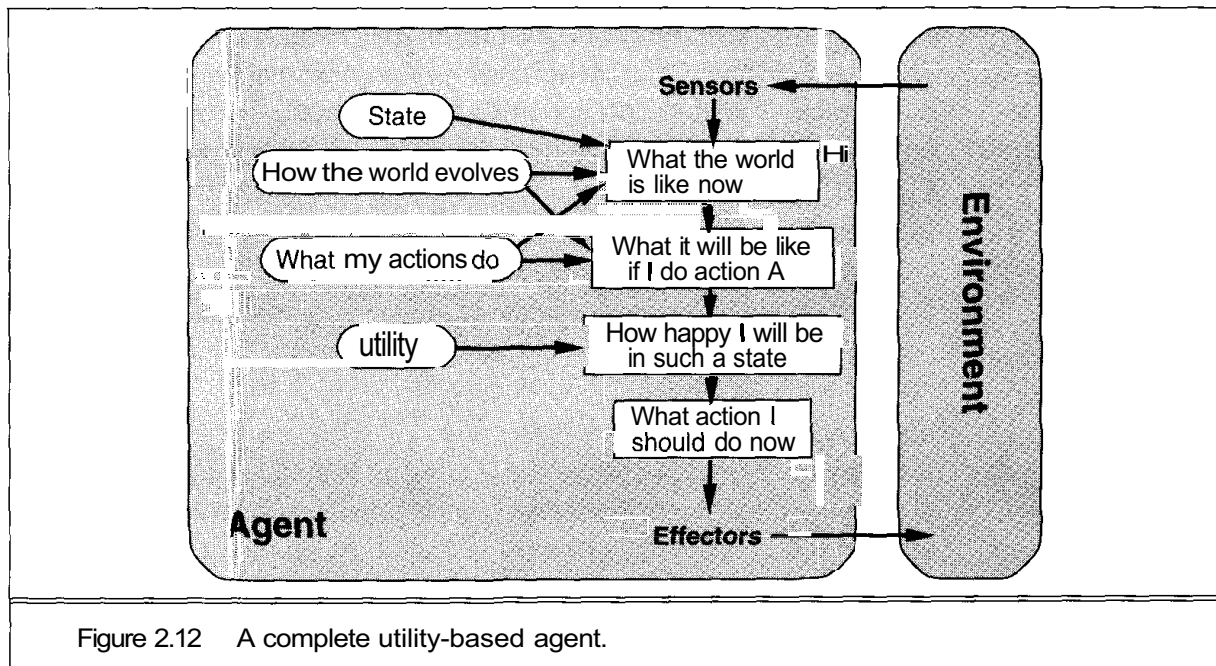 Sensors
State
What the world
is like now
Hi
How the world evolves
What it will be like
if I do action A
What my actions do
How happy I will be
in such a state
utility
What action I
should do now
Agent
Effectors
Environment
Figure 2.12 A complete utility-based agent.